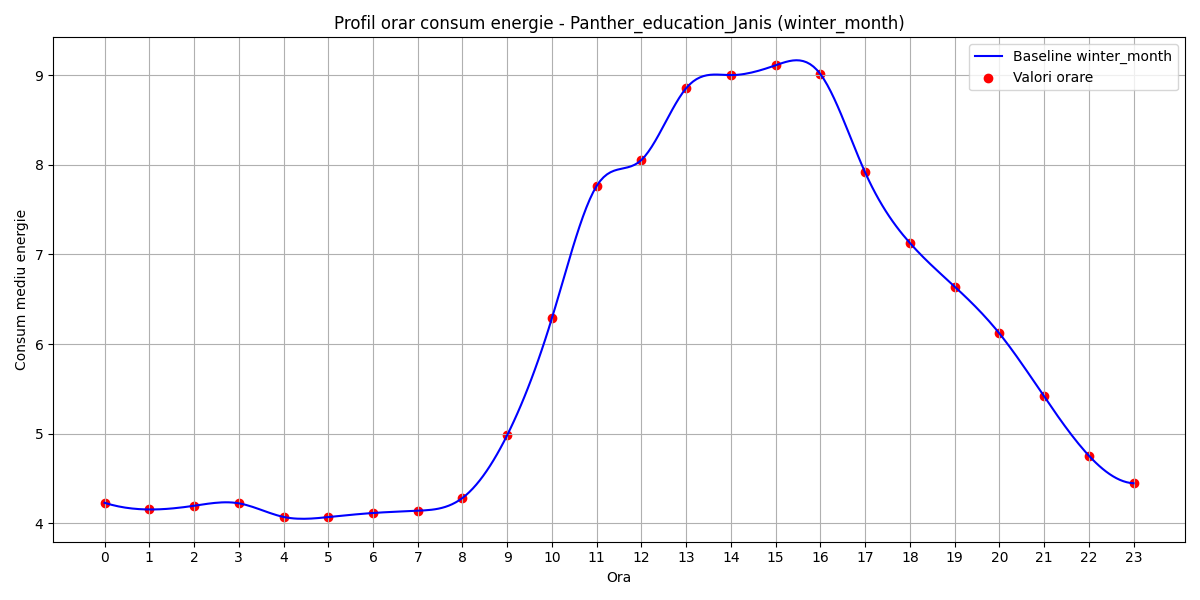 Profil orar consum energie - Panther_education_Janis (winter_month)
Baseline winter_month
Valori orare
Consum mediu energie
9
8
7
6
5
4
0 1 2 3 4 5 6 7 8 9 10 11 12 13 14 15 16 17 18 19 20 21 22 23
Ora